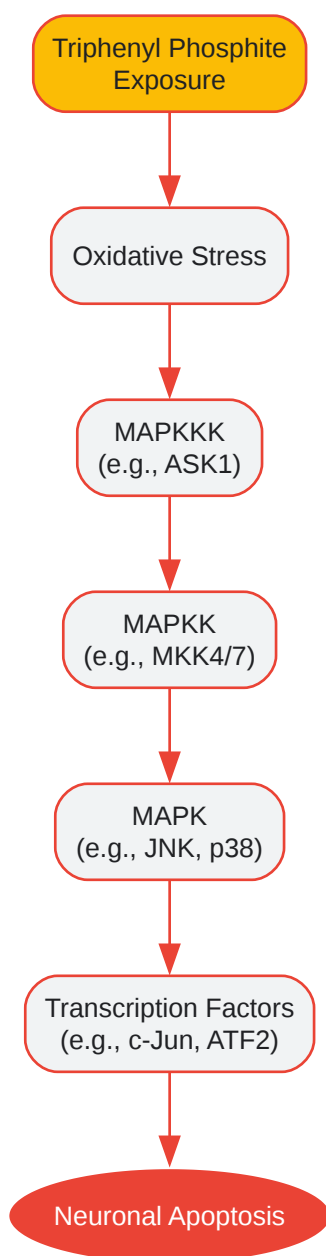 Triphenyl Phosphite
Exposure
Oxidative Stress
MAPKKK
(e.g., ASK1)
MAPKK
(e.g., MKK4/7)
MAPK
(e.g., JNK, p38)
Transcription Factors
(e.g., c-Jun, ATF2)
Neuronal Apoptosis